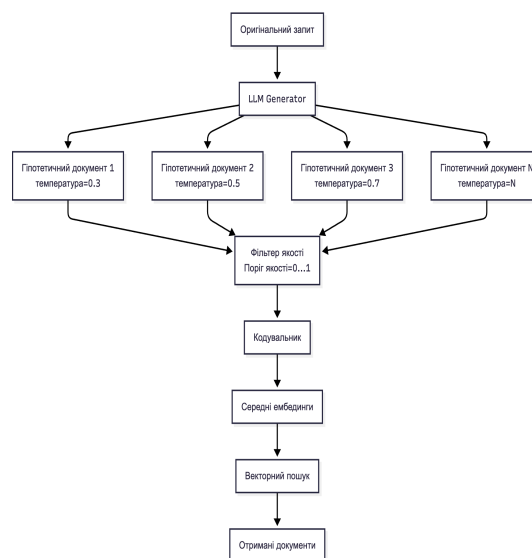 Оригінальний запит
LLM Generator
Гіпотетичний документ 1
температура=0.3
Гіпотетичний документ 2
температура=0.5
Гіпотетичний документ 3
температура=0.7
Гіпотетичний документ N
температура=N
Фільтер якості
Поріг якості=0...1
Кодувальник
Середні ембединги
Векторний пошук
Отримані документи